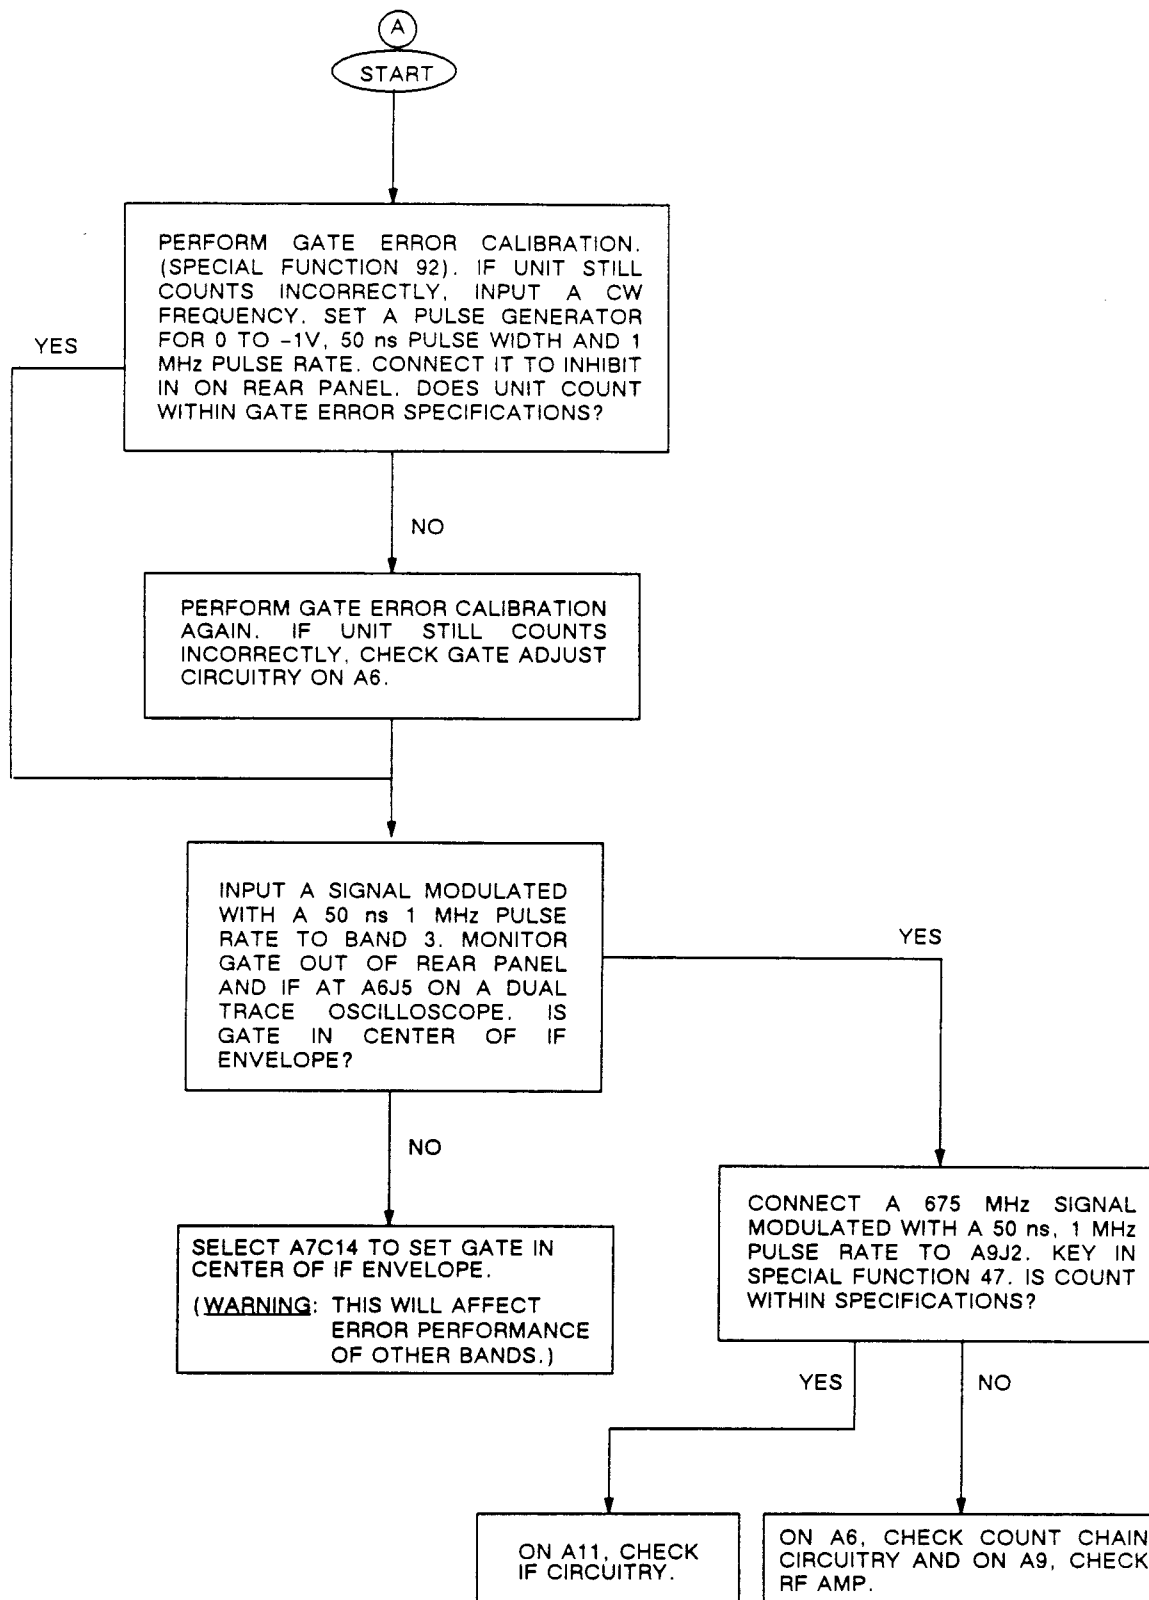 A
START
PERFORM GATE ERROR CALIBRATION.
(SPECIAL FUNCTION 92). IF UNIT STILL
COUNTS INCORRECTLY, INPUT A CW
FREQUENCY. SET A PULSE GENERATOR
FOR 0 TO -1V, 50 ns PULSE WIDTH AND 1
MHz PULSE RATE. CONNECT IT TO INHIBIT
IN ON REAR PANEL. DOES UNIT COUNT
WITHIN GATE ERROR SPECIFICATIONS?
YES
NO
PERFORM GATE ERROR CALIBRATION
AGAIN. IF UNIT STILL COUNTS
INCORRECTLY, CHECK GATE ADJUST
CIRCUITRY ON A6.
INPUT A SIGNAL MODULATED
WITH A 50 ns 1 MHz PULSE
RATE TO BAND 3. MONITOR
GATE OUT OF REAR PANEL
AND IF AT A6J5 ON A DUAL
TRACE OSCILLOSCOPE. IS
GATE IN CENTER OF IF
ENVELOPE?
YES
NO
SELECT A7C14 TO SET GATE IN
CENTER OF IF ENVELOPE.
(WARNING: THIS WILL AFFECT
ERROR PERFORMANCE
OF OTHER BANDS.)
CONNECT A 675 MHz SIGNAL
MODULATED WITH A 50 ns, 1 MHz
PULSE RATE TO A9J2. KEY IN
SPECIAL FUNCTION 47. IS COUNT
WITHIN SPECIFICATIONS?
YES
NO
ON A11, CHECK
IF CIRCUITRY.
ON A6, CHECK COUNT CHAIN
CIRCUITRY AND ON A9, CHECK
RF AMP.